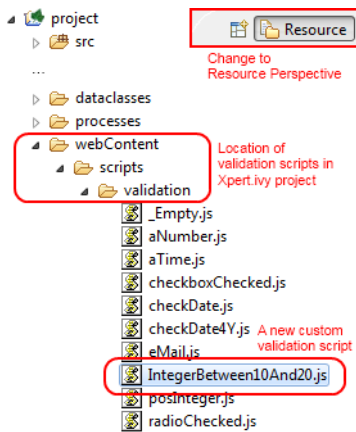 project
Resource
src
Change to
Resource Perspective
...
dataclasses
processes
webContent
Location of
validation scripts in
Xpert.ivy project
scripts
validation
_Empty.js
aNumber.js
aTime.js
checkboxChecked.js
checkDate.js
checkDate4Y.js
A new custom
validation script
eMail.js
IntegerBetween10And20.js
posInteger.js
radioChecked.js